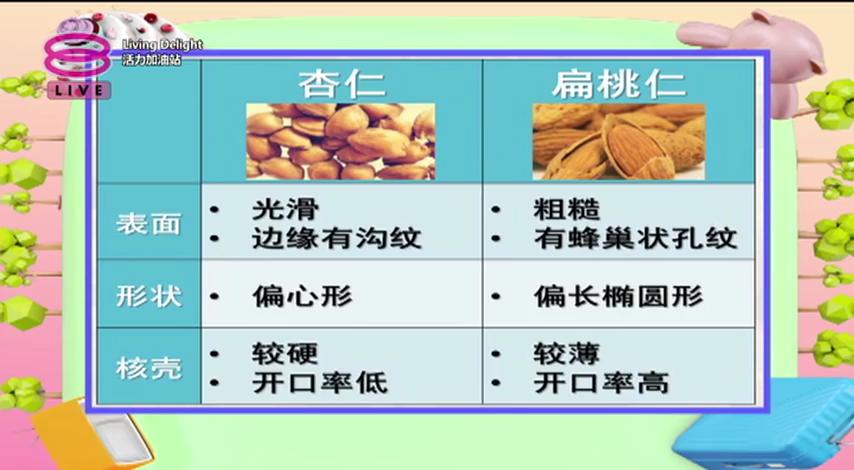 Living Delight
活力加油站
LIVE
杏仁
扁桃仁
表面
• 光滑
• 边缘有沟纹
• 粗糙
• 有蜂巢状孔纹
形状
• 偏心形
• 偏长椭圆形
核壳
• 较硬
• 开口率低
• 较薄
• 开口率高